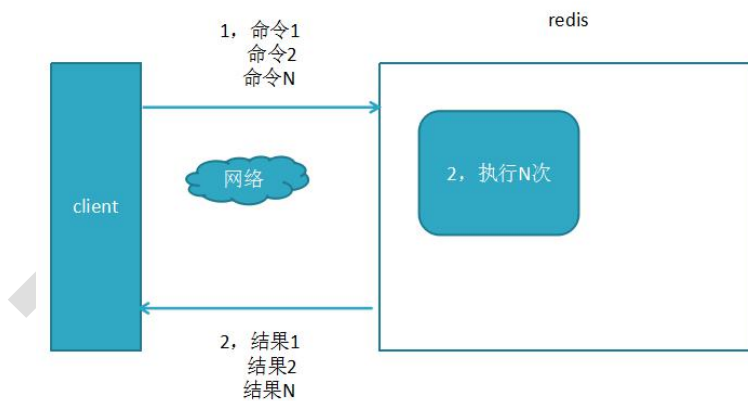 redis
1，命令1
命令2
命令N
网络
2，执行N次
client
2，结果1
结果2
结果N